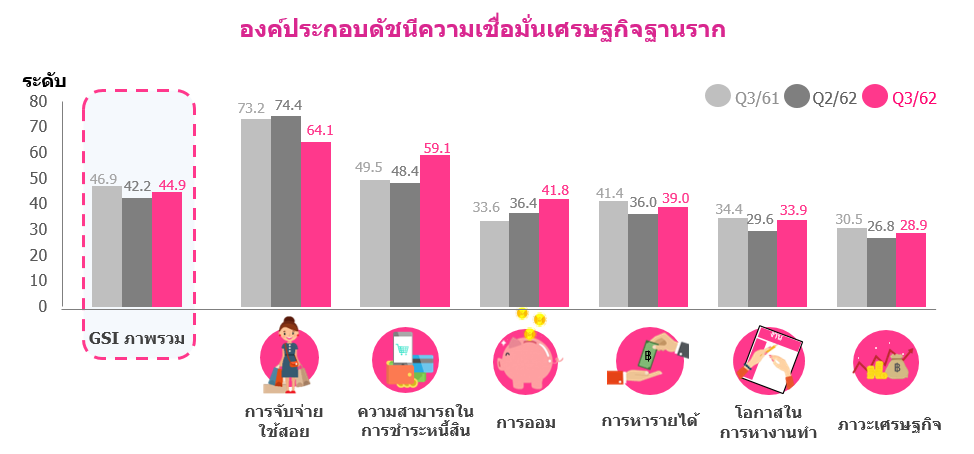 องค์ประกอบดัชนีความเชื่อมั่นเศรษฐกิจฐานราก
ระดับ
Q3/61 Q2/62 Q3/62
80
70
60
50
40
30
20
10
0
46.9 42.2 44.9
73.2 74.4 64.1
49.5 48.4 59.1
33.6 36.4 41.8
41.4 36.0 39.0
34.4 29.6 33.9
30.5 26.8 28.9
GSI ภาพรวม
การจับจ่าย
ใช้สอย
ความสามารถใน
การชำระหนี้สิน
การออม
การหารายได้
โอกาสใน
การหางานทำ
ภาวะเศรษฐกิจ
฿
งาน
฿